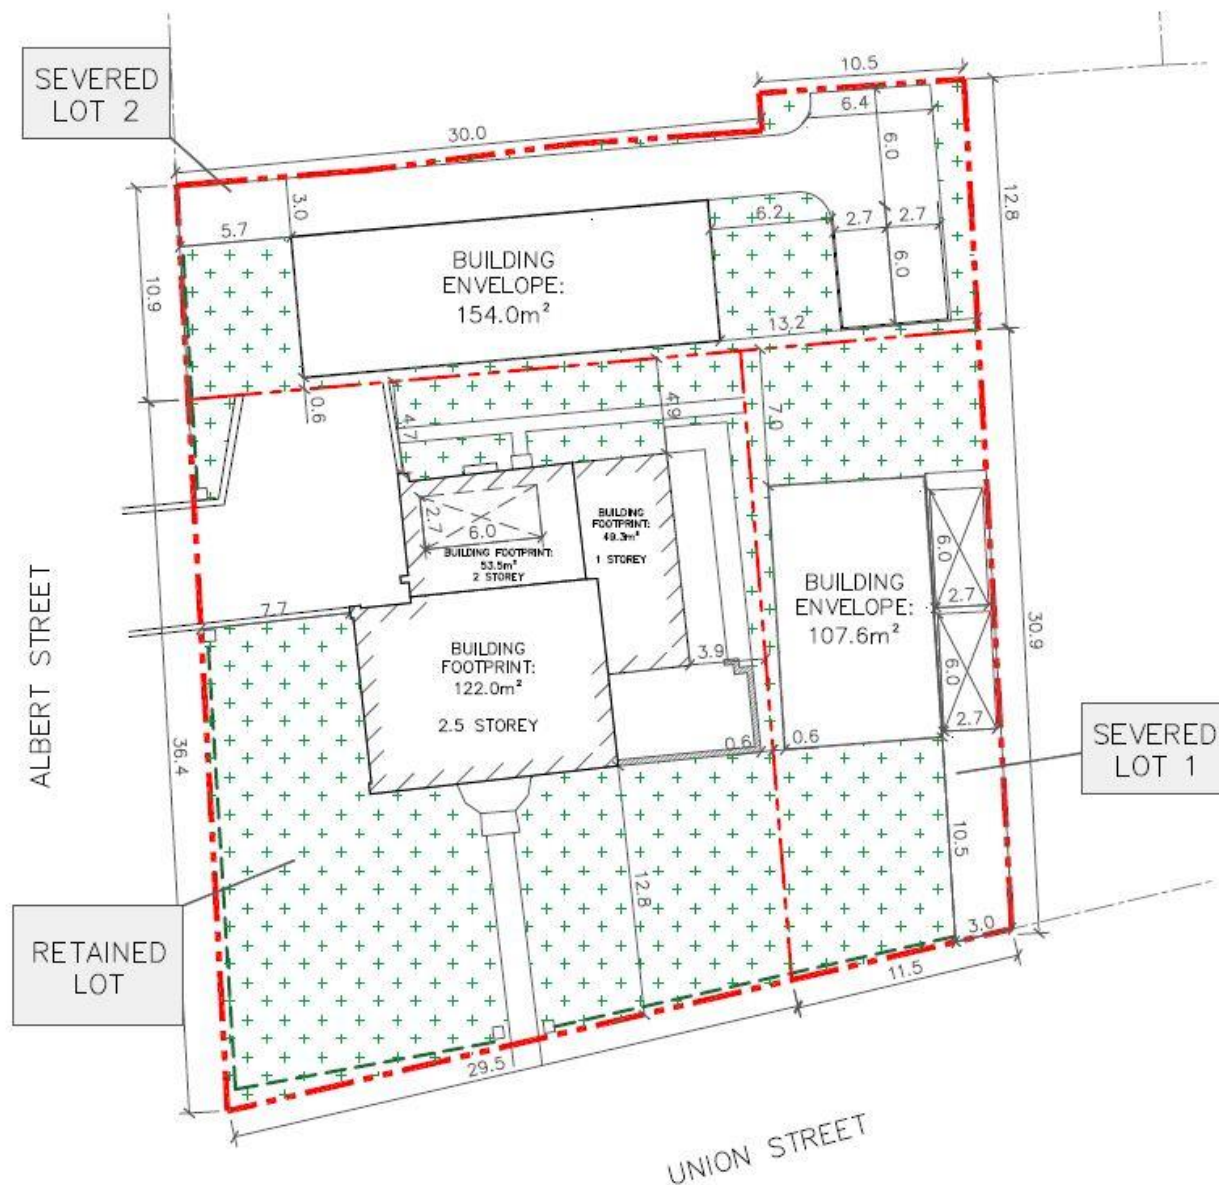 SEVERED
LOT 2
10.5
6.4
30.0
6.0
12.8
3.0
5.7
6.2
2.7
2.7
6.0
BUILDING
ENVELOPE:
154.0m²
10.9
13.2
0.6
4.7
4.9
7.0
2.7
6.0
BUILDING FOOTPRINT:
53.5m²
2 STOREY
BUILDING
FOOTPRINT:
49.3m²
1 STOREY
6.0
2.7
BUILDING
ENVELOPE:
107.6m²
6.0
2.7
30.9
7.7
BUILDING
FOOTPRINT:
122.0m²
2.5 STOREY
3.9
0.6
0.6
ALBERT STREET
36.4
SEVERED
LOT 1
10.5
12.8
3.0
11.5
RETAINED
LOT
29.5
UNION STREET